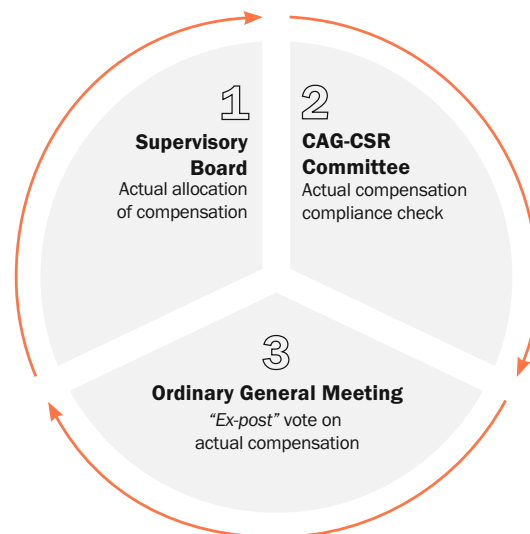 1
Supervisory
Board
Actual allocation
of compensation
2
CAG-CSR
Committee
Actual compensation
compliance check
3
Ordinary General Meeting
“Ex-post” vote on
actual compensation